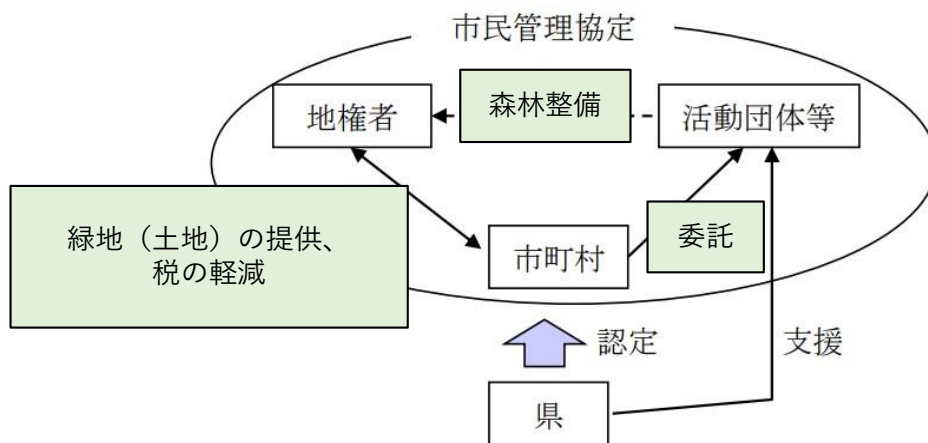 市民管理協定
地権者
森林整備
活動団体等
緑地（土地）の提供、
税の軽減
市町村
委託
認定
支援
県